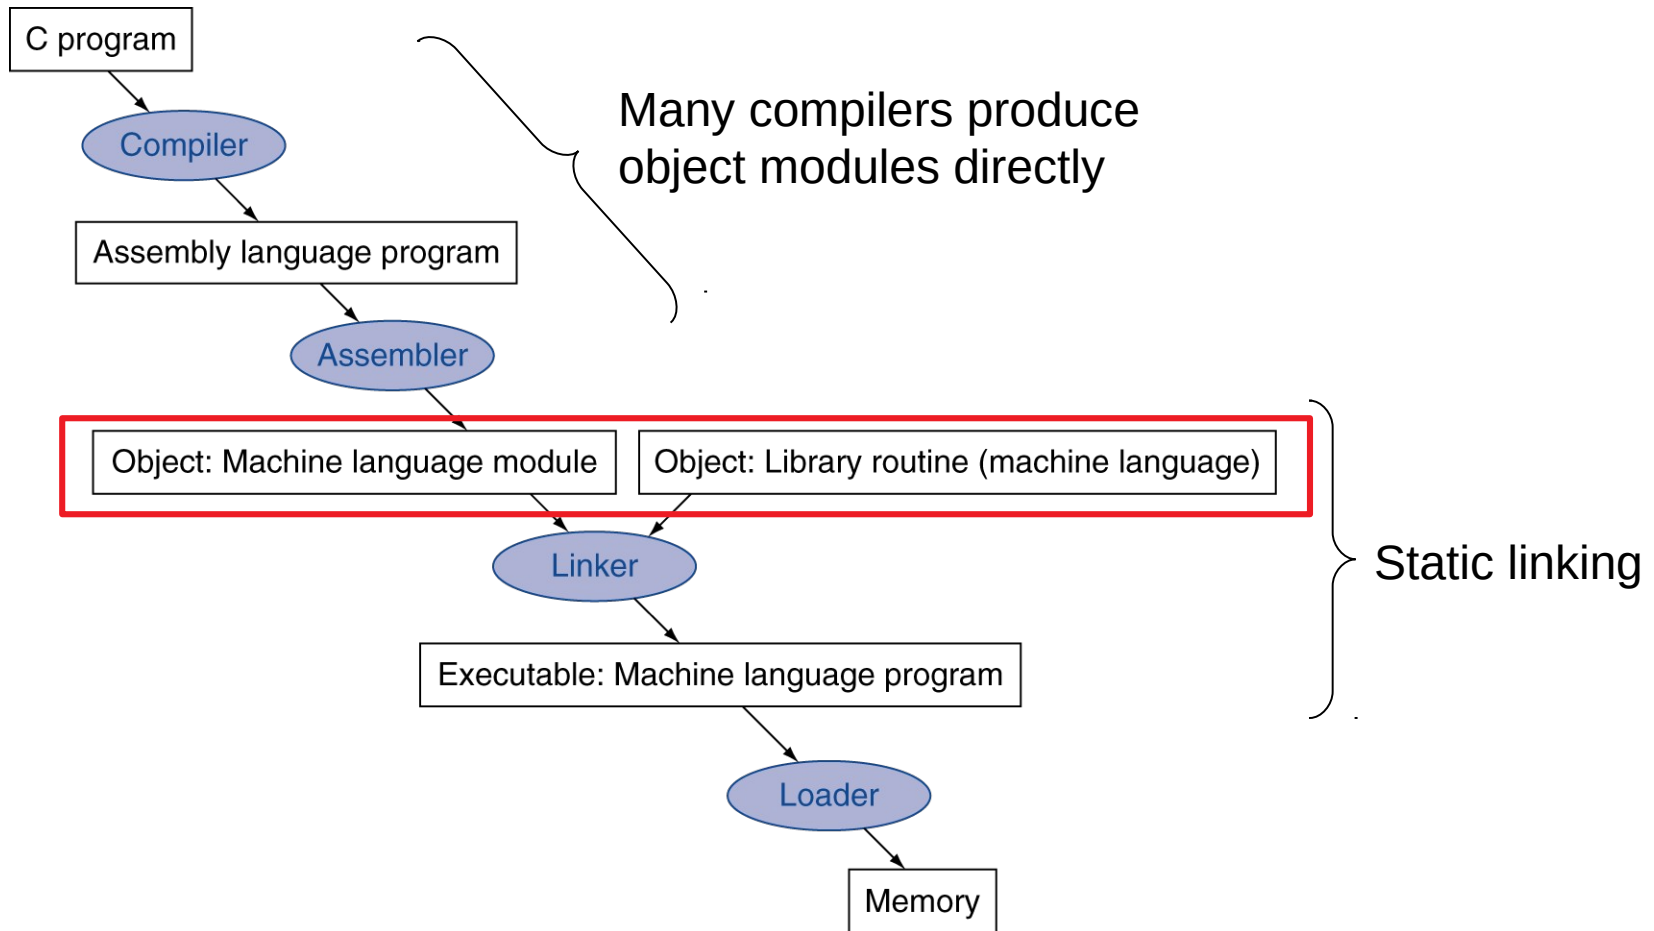 C program
Many compilers produce
object modules directly
Compiler
Assembly language program
Assembler
Object: Machine language module
Object: Library routine (machine language)
Linker
Static linking
Executable: Machine language program
Loader
Memory